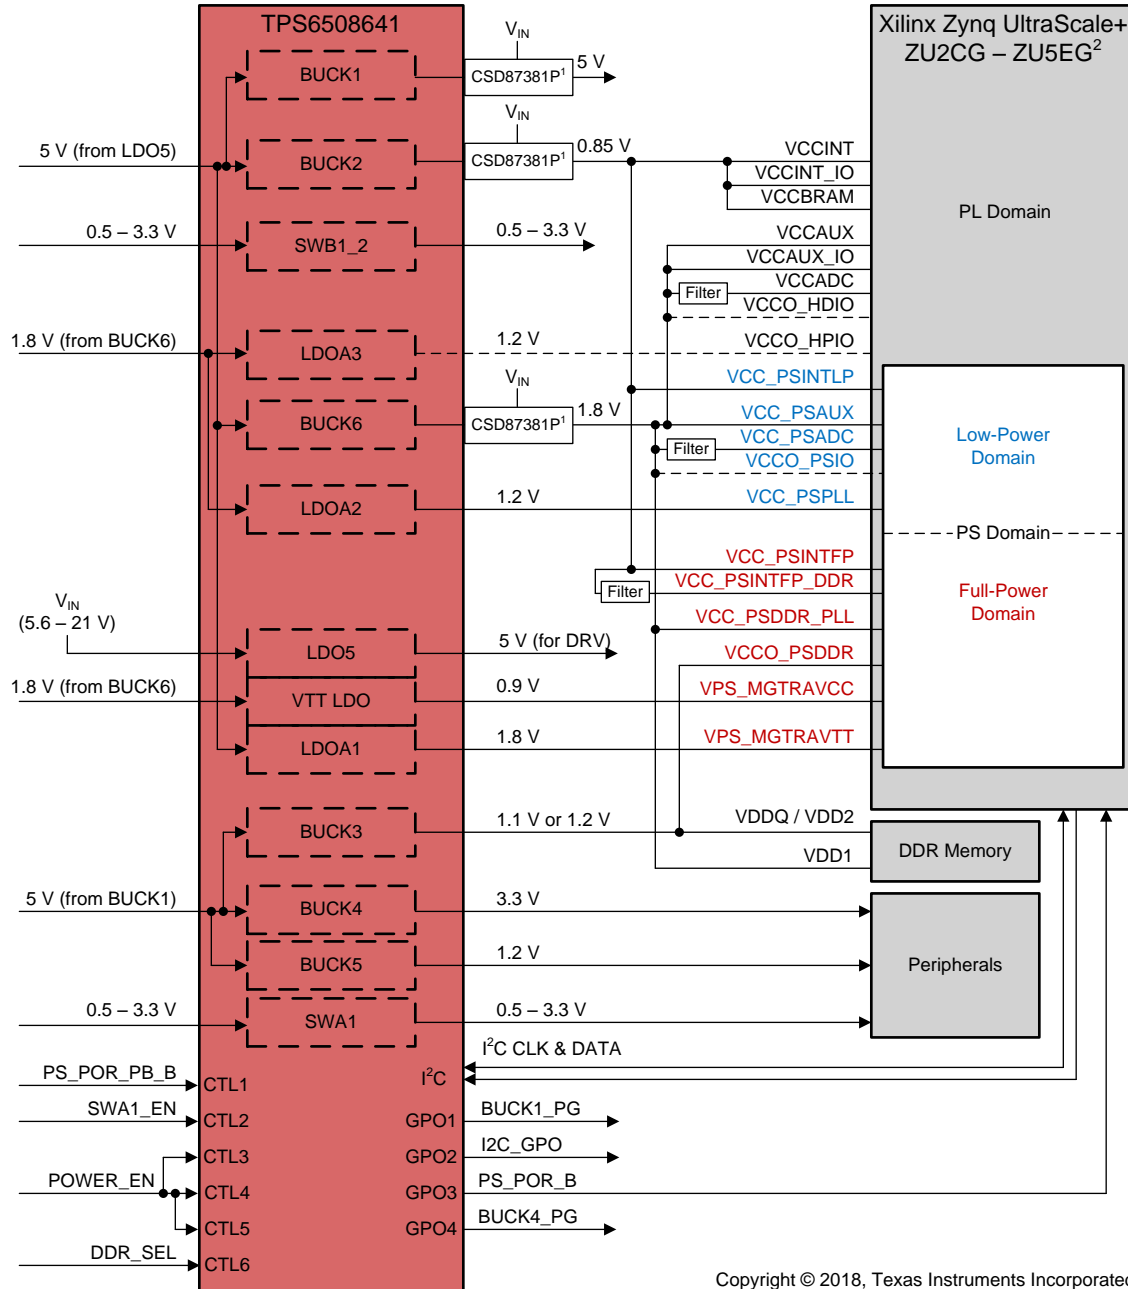 TPS6508641
Xilinx Zynq UltraScale+
ZU2CG – ZU5EG²
V_IN
BUCK1
CSD87381P¹
5 V
V_IN
5 V (from LDO5)
BUCK2
CSD87381P¹
0.85 V
VCCINT
VCCINT_IO
VCCBRAM
PL Domain
0.5 – 3.3 V
SWB1_2
0.5 – 3.3 V
VCCAUX
VCCAUX_IO
VCCADC
Filter
VCCO_HDIO
1.8 V (from BUCK6)
LDOA3
1.2 V
VCCO_HPIO
V_IN
VCC_PSINTLP
BUCK6
CSD87381P¹
1.8 V
VCC_PSAUX
Filter
VCC_PSADC
VCCO_PSIO
Low-Power
Domain
LDOA2
1.2 V
VCC_PSPLL
PS Domain
VCC_PSINTFP
Filter
VCC_PSINTFP_DDR
Full-Power
Domain
VCC_PSDDR_PLL
V_IN
(5.6 – 21 V)
LDO5
5 V (for DRV)
VCCO_PSDDR
1.8 V (from BUCK6)
VTT LDO
0.9 V
VPS_MGTRAVCC
LDOA1
1.8 V
VPS_MGTRAVTT
BUCK3
1.1 V or 1.2 V
VDDQ / VDD2
VDD1
DDR Memory
5 V (from BUCK1)
BUCK4
3.3 V
BUCK5
1.2 V
Peripherals
0.5 – 3.3 V
SWA1
0.5 – 3.3 V
I²C CLK & DATA
I²C
PS_POR_PB_B
CTL1
SWA1_EN
CTL2
GPO1
BUCK1_PG
CTL3
GPO2
I2C_GPO
POWER_EN
CTL4
GPO3
PS_POR_B
CTL5
GPO4
BUCK4_PG
DDR_SEL
CTL6
Copyright © 2018, Texas Instruments Incorporated